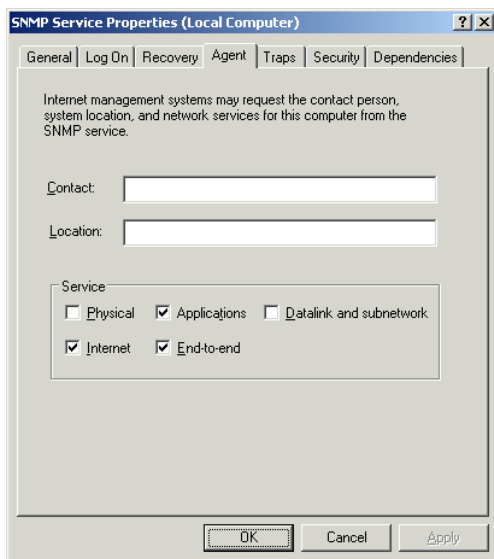 SNMP Service Properties (Local Computer)
General Log On Recovery Agent Traps Security Dependencies
Internet management systems may request the contact person,
system location, and network services for this computer from the
SNMP service.
Contact:
Location:
Service
Physical Applications Datalink and subnetwork
Internet End-to-end
OK Cancel Apply